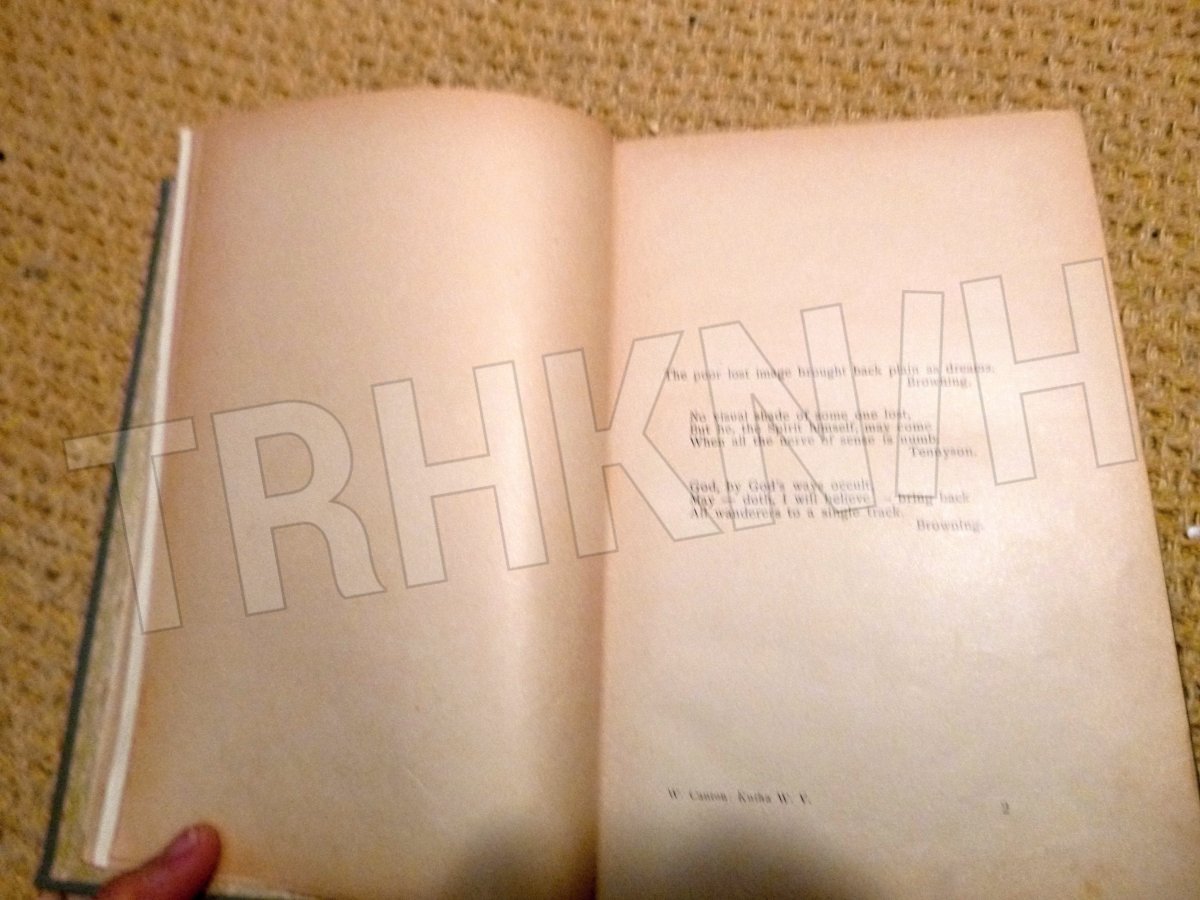 The poor lost image brought back plain as dreams.
Browning.
No visual shade of some one lost,
But he, the Spirit himself, may come
When all the nerve of sense is numb.
Tennyson.
God, by God's ways occult,
May — doth, I will believe — bring back
All wanderers to a single track.
Browning.
W. Canton: Kniha W. V.
2
TRHKN/H